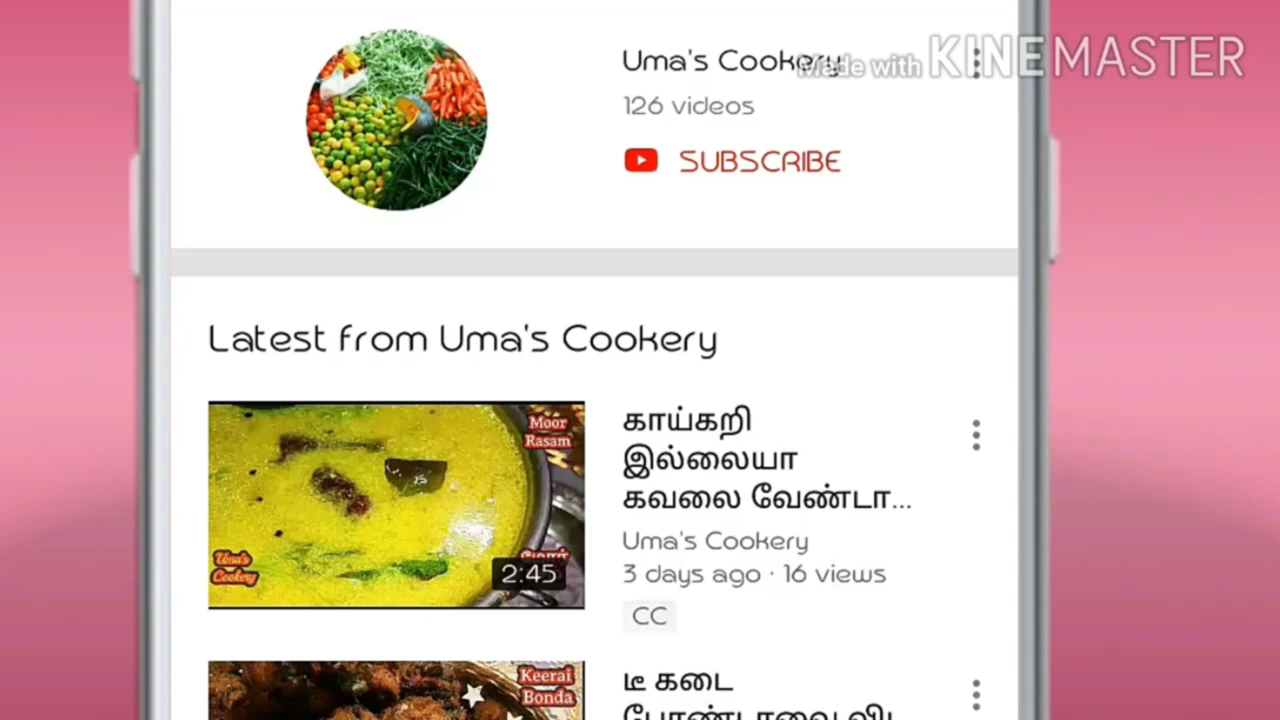 Uma's Cookery
Made with KINEMASTER
126 videos
SUBSCRIBE
Latest from Uma's Cookery
Moor
Rasam
Uma's
Cookery
மோர்
2:45
காய்கறி
இல்லையா
கவலை வேண்டா...
Uma's Cookery
3 days ago · 16 views
CC
Keerai
Bonda
டீ கடை